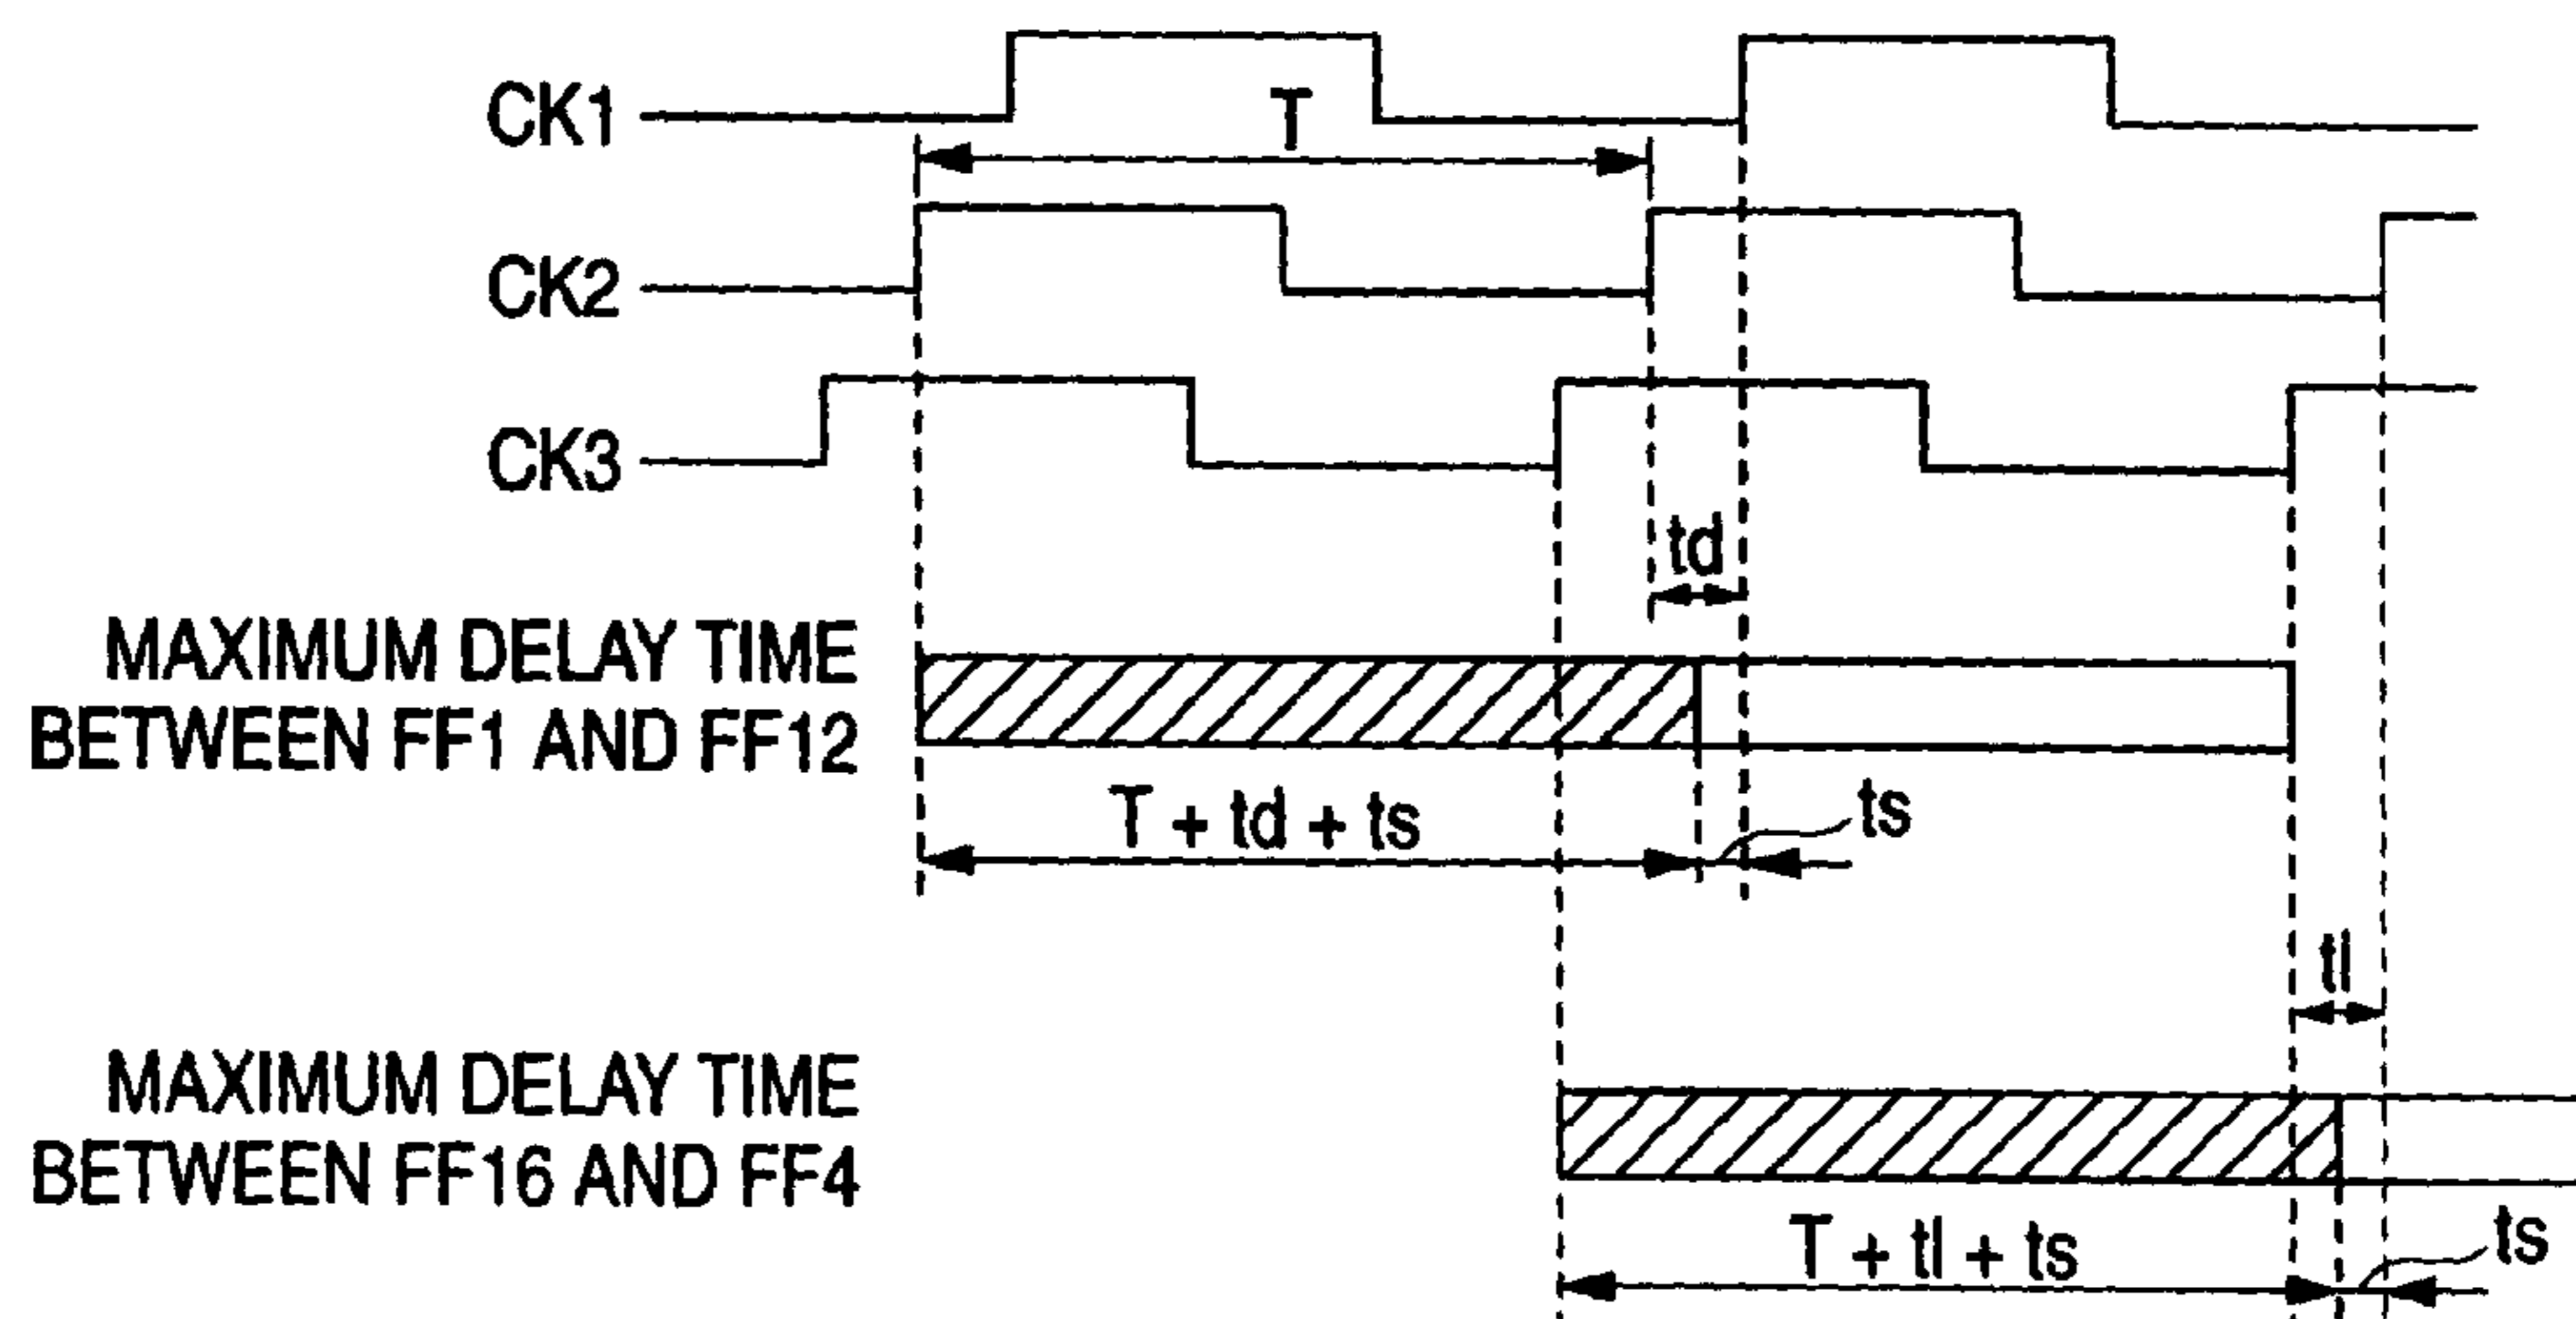 CK1
T
CK2
CK3
td
MAXIMUM DELAY TIME
BETWEEN FF1 AND FF12
T + td + ts
ts
tl
MAXIMUM DELAY TIME
BETWEEN FF16 AND FF4
T + tl + ts
ts